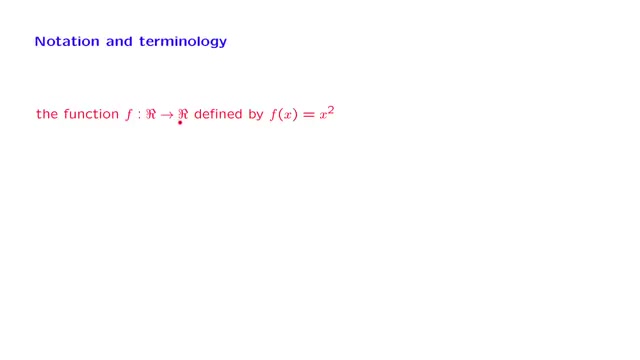 Notation and terminology
the function f : ℜ → ℜ defined by f(x) = x²